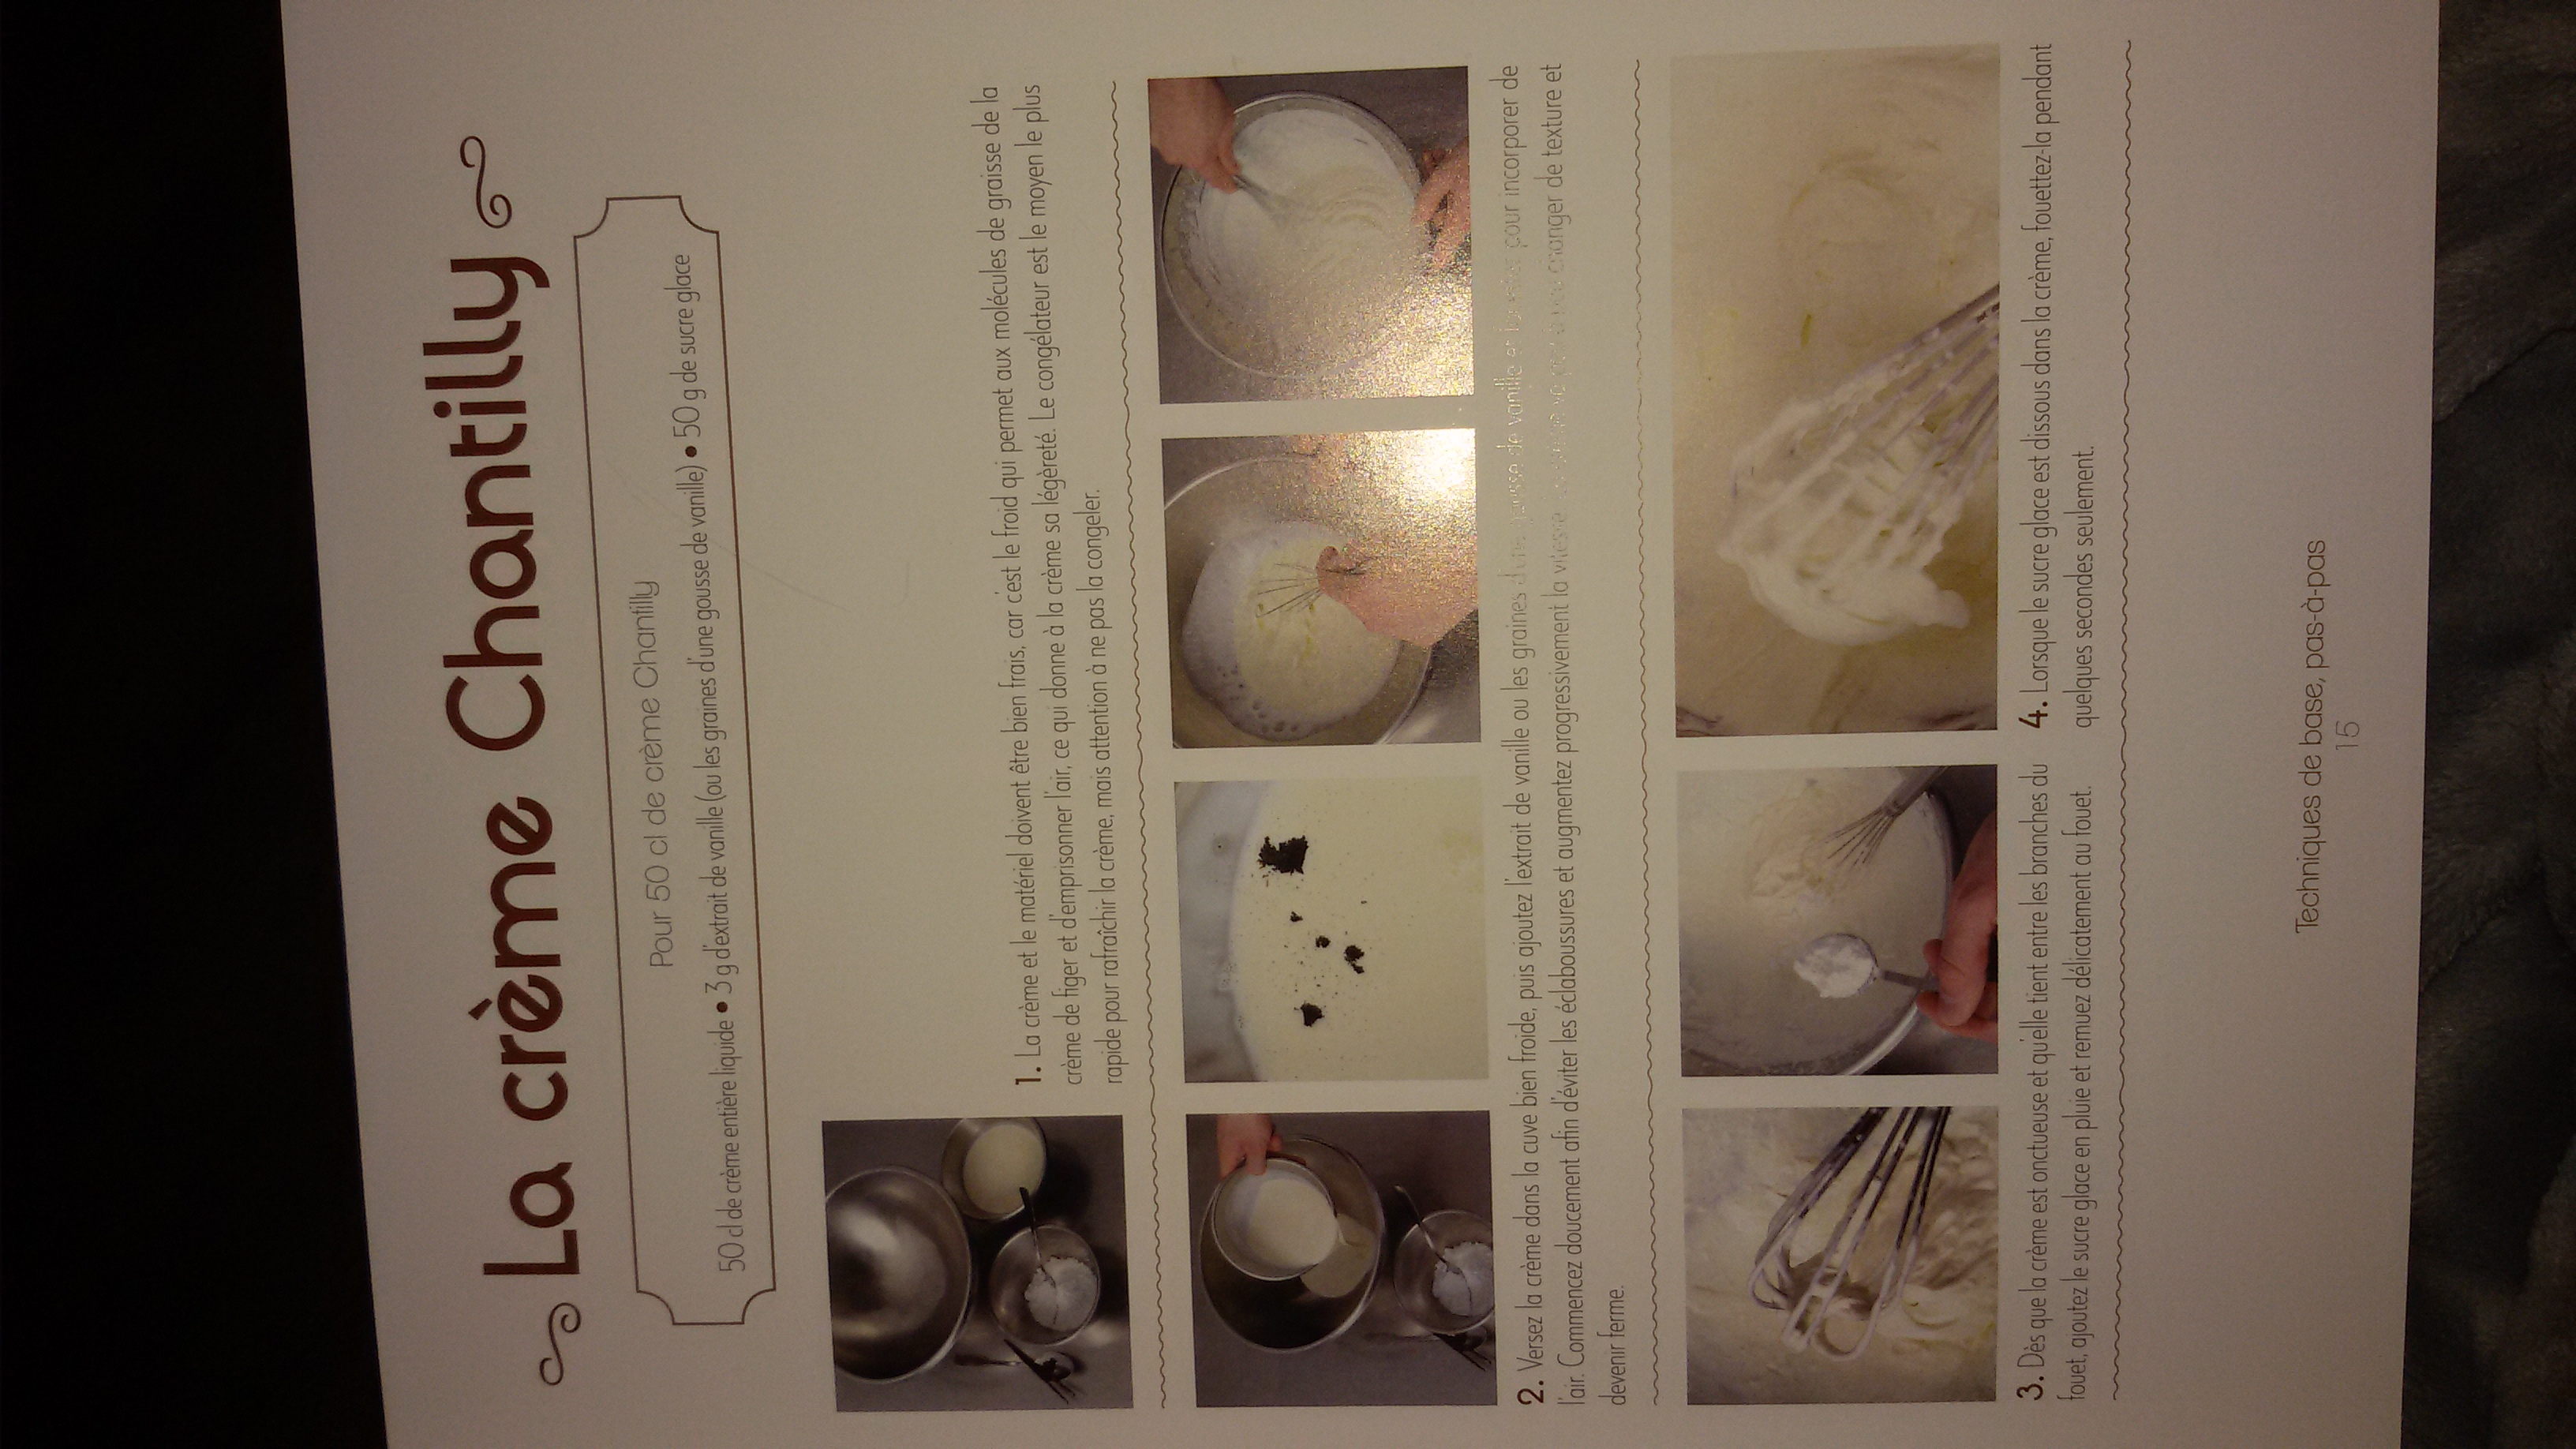 La crème Chantilly
Pour 50 cl de crème Chantilly
50 cl de crème entière liquide • 3 g d'extrait de vanille (ou les graines d'une gousse de vanille) • 50 g de sucre glace
1. La crème et le matériel doivent être bien frais, car c'est le froid qui permet aux molécules de graisse de la
crème de figer et d'emprisonner l'air, ce qui donne à la crème sa légèreté. Le congélateur est le moyen le plus
rapide pour rafraîchir la crème, mais attention à ne pas la congeler.
2. Versez la crème dans la cuve bien froide, puis ajoutez l'extrait de vanille ou les graines d'une gousse de vanille et pour incorporer de
l'air. Commencez doucement afin d'éviter les éclaboussures et augmentez progressivement la vitesse. va changer de texture et
devenir ferme.
3. Dès que la crème est onctueuse et qu'elle tient entre les branches du
fouet, ajoutez le sucre glace en pluie et remuez délicatement au fouet.
4. Lorsque le sucre glace est dissous dans la crème, fouettez-la pendant
quelques secondes seulement.
Techniques de base, pas-à-pas
15